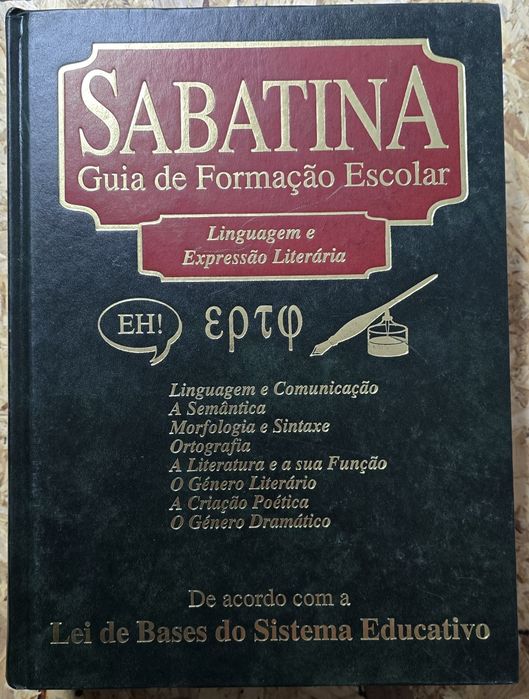 SABATINA
Guia de Formação Escolar
Linguagem e
Expressão Literária
EH! ερτφ
Linguagem e Comunicação
A Semântica
Morfologia e Sintaxe
Ortografia
A Literatura e a sua Função
O Género Literário
A Criação Poética
O Género Dramático
De acordo com a
Lei de Bases do Sistema Educativo